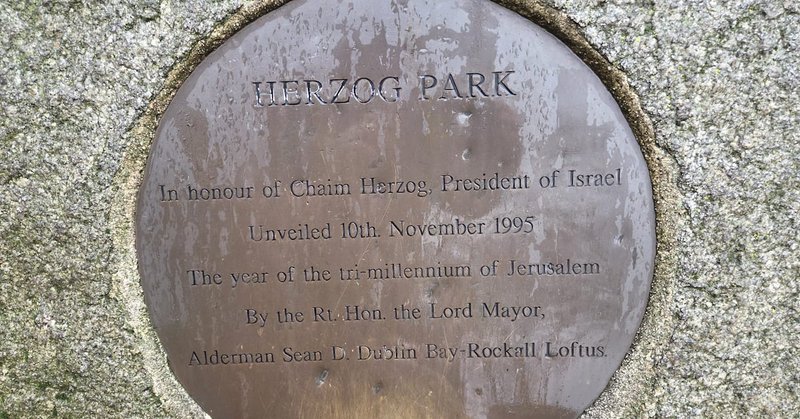 HERZOG PARK
In honour of Chaim Herzog, President of Israel
Unveiled 10th. November 1995
The year of the tri-millennium of Jerusalem
By the Rt. Hon. the Lord Mayor,
Alderman Sean D. Dublin Bay-Rockall Loftus.